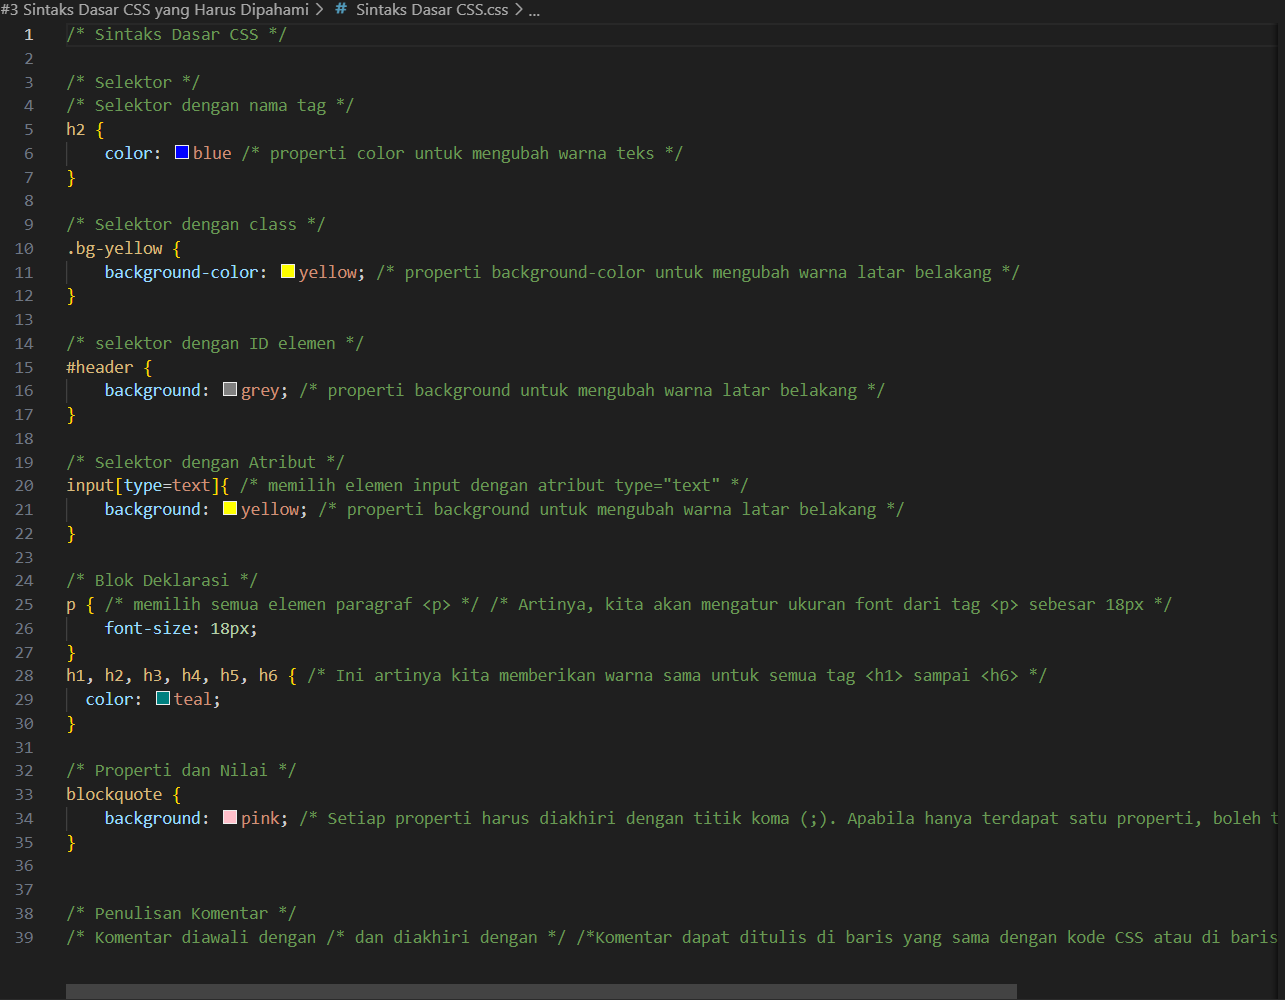 #3 Sintaks Dasar CSS yang Harus Dipahami > # Sintaks Dasar CSS.css > ...
1 /* Sintaks Dasar CSS */
2
3 /* Selektor */
4 /* Selektor dengan nama tag */
5 h2 {
6     color: blue /* properti color untuk mengubah warna teks */
7 }
8
9 /* Selektor dengan class */
10 .bg-yellow {
11     background-color: yellow; /* properti background-color untuk mengubah warna latar belakang */
12 }
13
14 /* selektor dengan ID elemen */
15 #header {
16     background: grey; /* properti background untuk mengubah warna latar belakang */
17 }
18
19 /* Selektor dengan Atribut */
20 input[type=text]{ /* memilih elemen input dengan atribut type="text" */
21     background: yellow; /* properti background untuk mengubah warna latar belakang */
22 }
23
24 /* Blok Deklarasi */
25 p { /* memilih semua elemen paragraf <p> */ /* Artinya, kita akan mengatur ukuran font dari tag <p> sebesar 18px */
26     font-size: 18px;
27 }
28 h1, h2, h3, h4, h5, h6 { /* Ini artinya kita memberikan warna sama untuk semua tag <h1> sampai <h6> */
29   color: teal;
30 }
31
32 /* Properti dan Nilai */
33 blockquote {
34     background: pink; /* Setiap properti harus diakhiri dengan titik koma (;). Apabila hanya terdapat satu properti, boleh t
35 }
36
37
38 /* Penulisan Komentar */
39 /* Komentar diawali dengan /* dan diakhiri dengan */ /*Komentar dapat ditulis di baris yang sama dengan kode CSS atau di baris